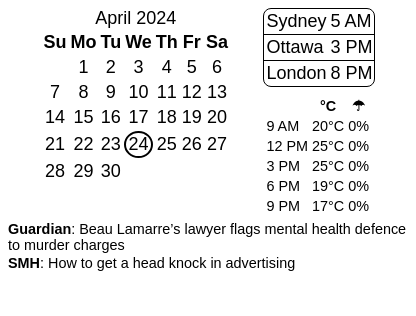 April 2024
Su Mo Tu We Th Fr Sa
1 2 3 4 5 6
7 8 9 10 11 12 13
14 15 16 17 18 19 20
21 22 23 24 25 26 27
28 29 30
Sydney 5 AM
Ottawa 3 PM
London 8 PM
°C ☂
9 AM 20°C 0%
12 PM 25°C 0%
3 PM 25°C 0%
6 PM 19°C 0%
9 PM 17°C 0%
Guardian: Beau Lamarre’s lawyer flags mental health defence
to murder charges
SMH: How to get a head knock in advertising